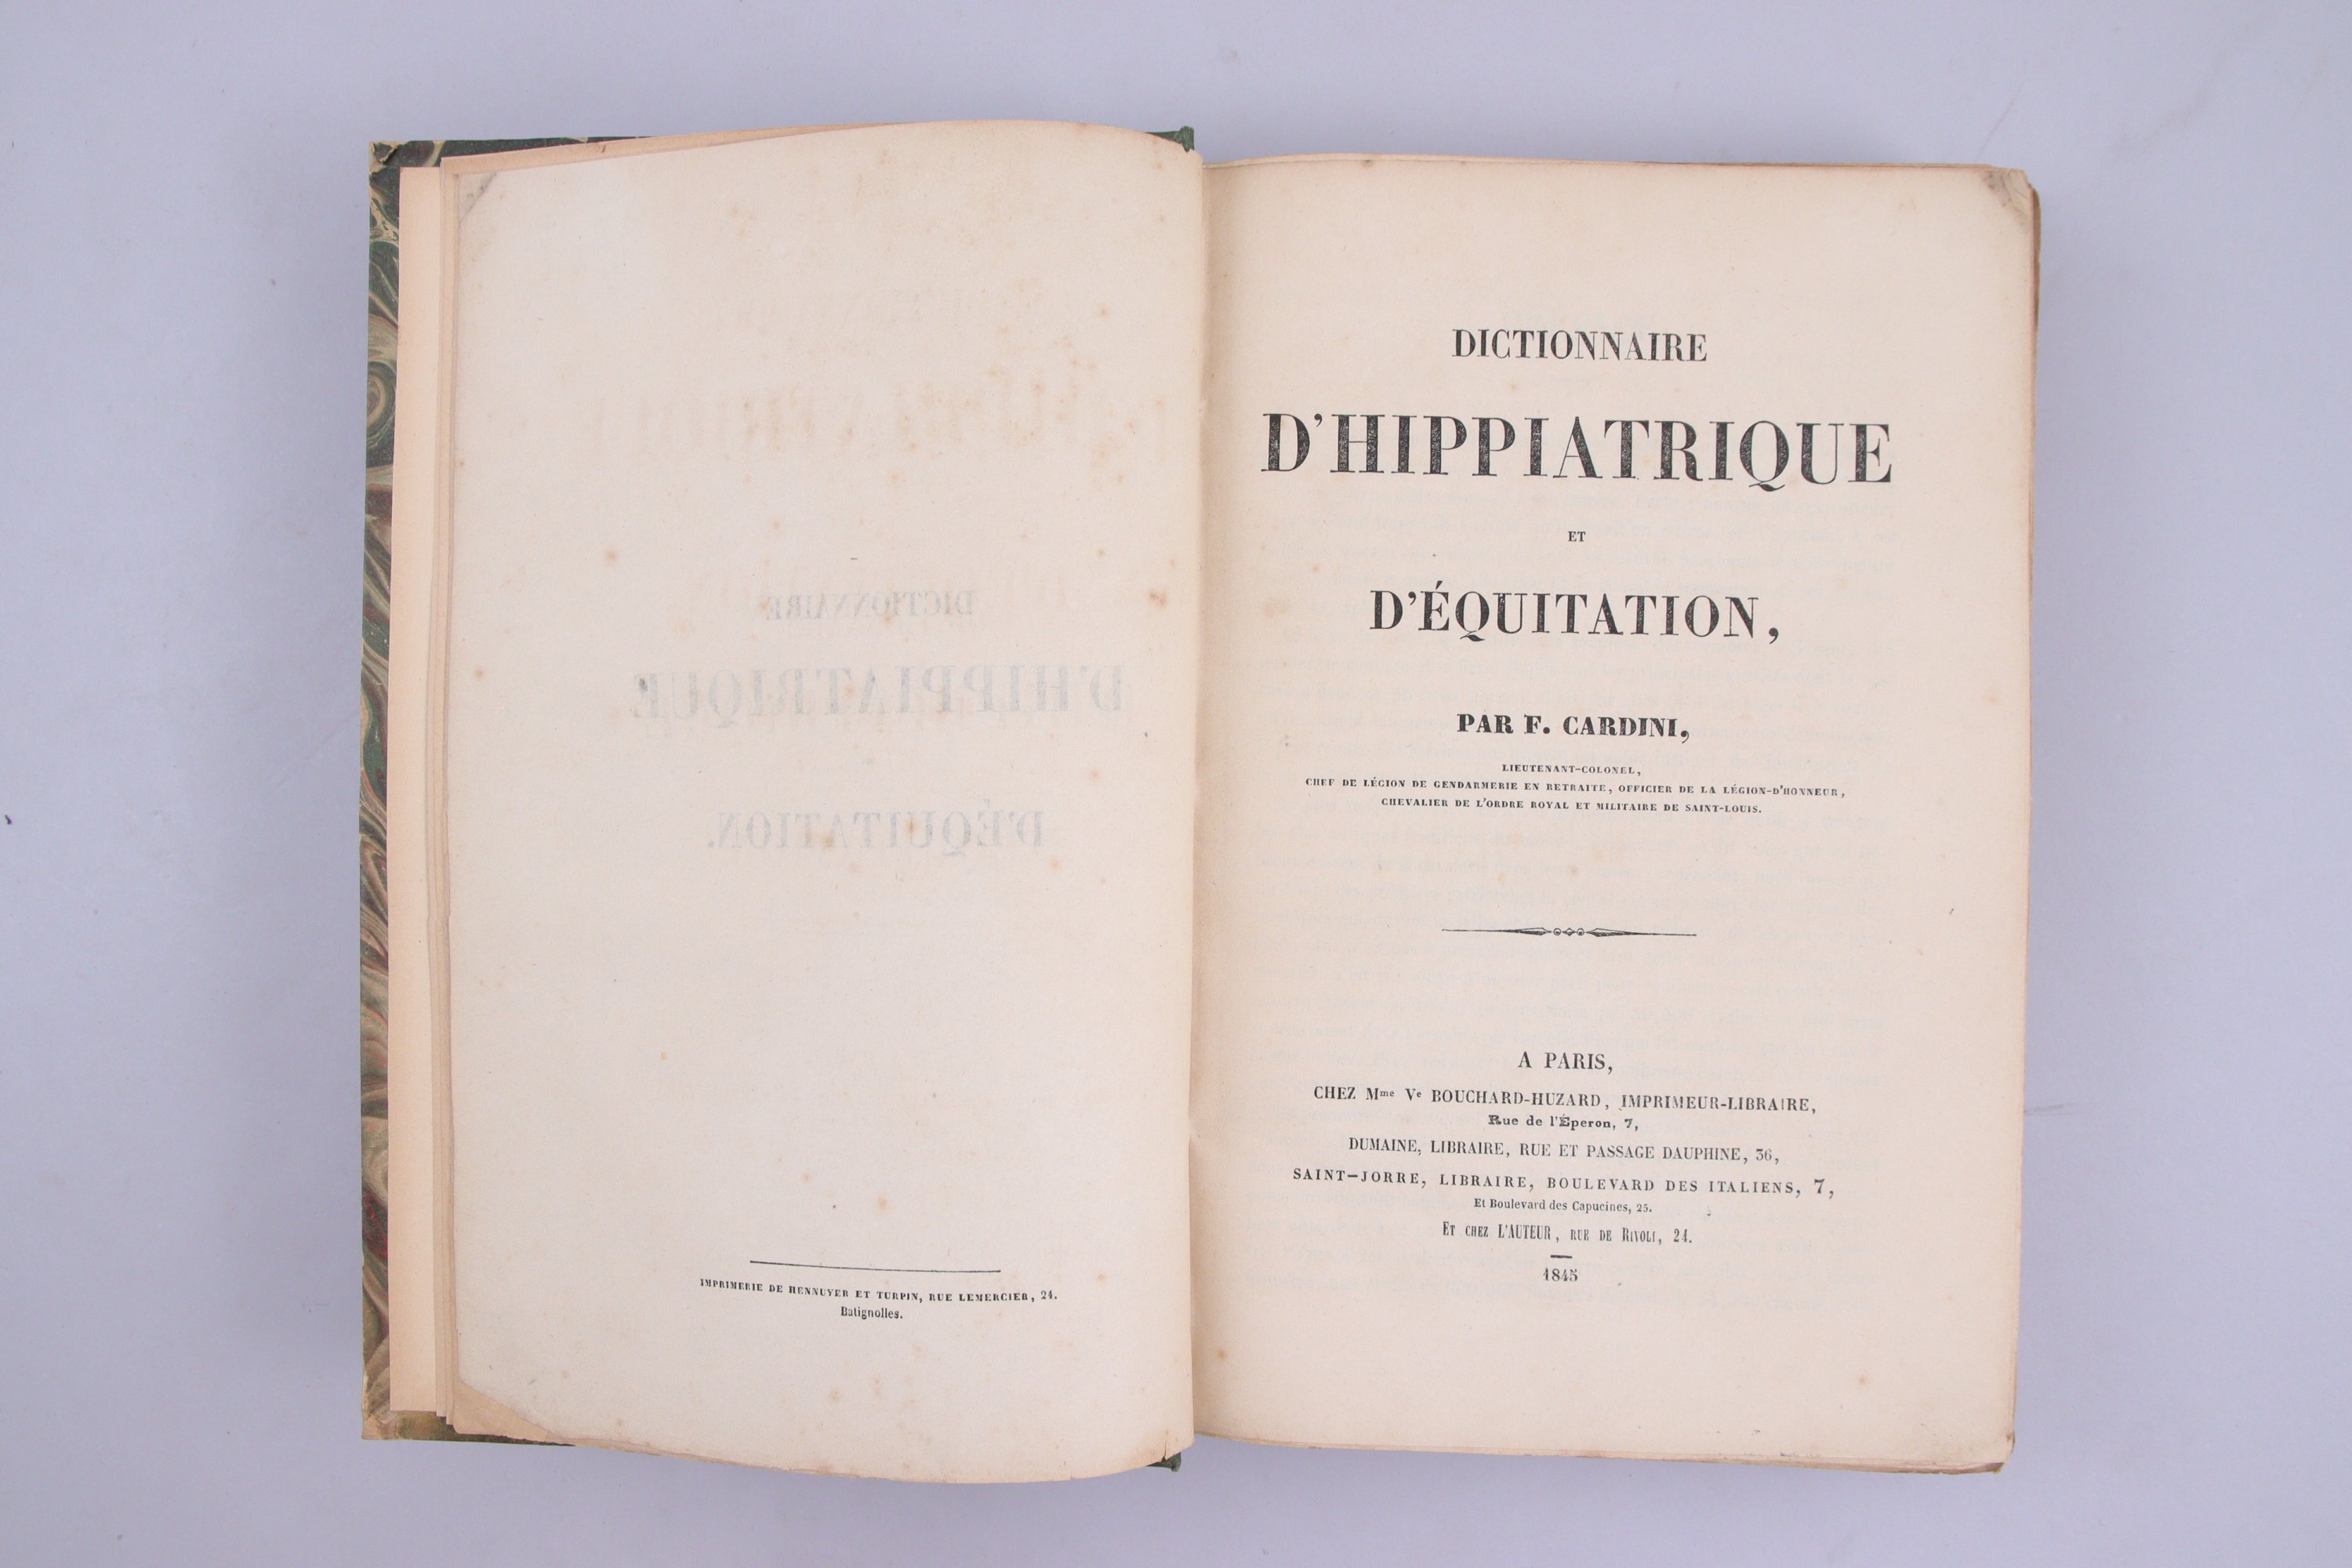 DICTIONNAIRE
D'HIPPIATRIQUE
D'ÉQUITATION.
IMPRIMERIE DE HENNUYER ET TURPIN, RUE LEMERCIER, 24.
Batignolles.
DICTIONNAIRE
D'HIPPIATRIQUE
ET
D'ÉQUITATION,
PAR F. CARDINI,
LIEUTENANT-COLONEL,
CHEF DE LÉGION DE GENDARMERIE EN RETRAITE, OFFICIER DE LA LÉGION-D'HONNEUR,
CHEVALIER DE L'ORDRE ROYAL ET MILITAIRE DE SAINT-LOUIS.
A PARIS,
CHEZ Mme Ve BOUCHARD-HUZARD, IMPRIMEUR-LIBRAIRE,
Rue de l'Éperon, 7,
DUMAINE, LIBRAIRE, RUE ET PASSAGE DAUPHINE, 36,
SAINT-JORRE, LIBRAIRE, BOULEVARD DES ITALIENS, 7,
Et Boulevard des Capucines, 25.
ET CHEZ L'AUTEUR, RUE DE RIVOLI, 24.
1845